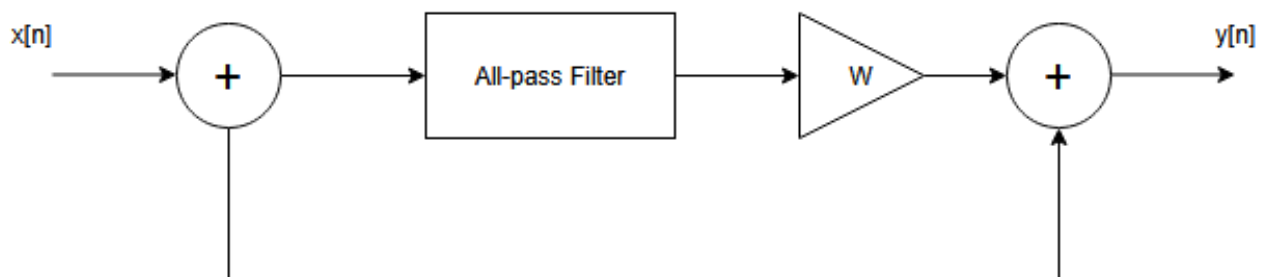 x[n]
+
All-pass Filter
W
+
y[n]